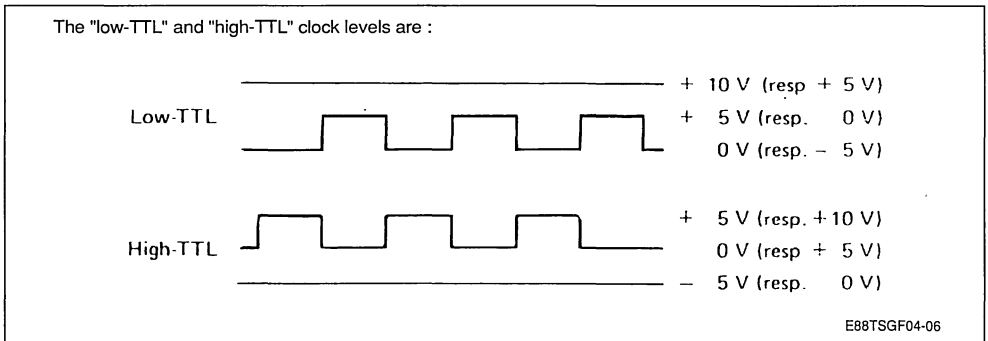 The "low-TTL" and "high-TTL" clock levels are :
+ 10 V (resp + 5 V)
Low-TTL + 5 V (resp. 0 V)
0 V (resp. – 5 V)
+ 5 V (resp. +10 V)
High-TTL 0 V (resp + 5 V)
– 5 V (resp. 0 V)
E88TSGF04-06